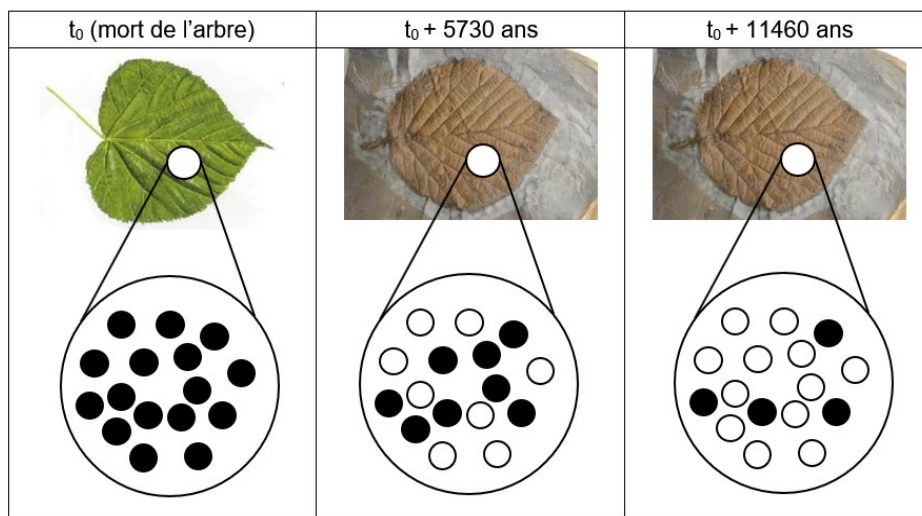 t₀ (mort de l'arbre)
t₀ + 5730 ans
t₀ + 11460 ans